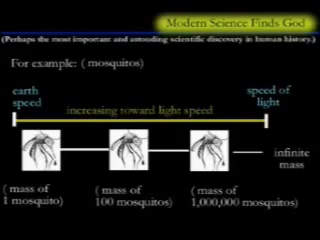 Modern Science Finds God
(Perhaps the most important and astouding scientific discovery in human history.)
For example: ( mosquitos)
earth speed
speed of light
increasing toward light speed
infinite mass
( mass of 1 mosquito)
( mass of 100 mosquitos)
( mass of 1,000,000 mosquitos)